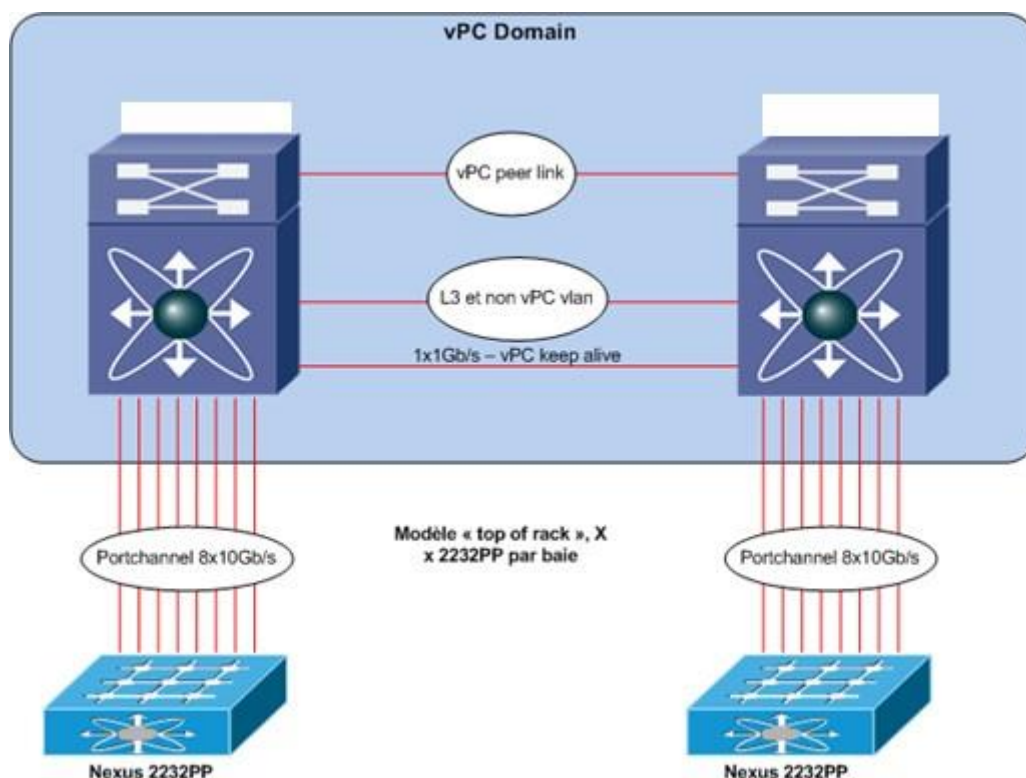 vPC Domain
vPC peer link
L3 et non vPC vlan
1x1Gb/s – vPC keep alive
Portchannel 8x10Gb/s
Modèle « top of rack », X
x 2232PP par baie
Portchannel 8x10Gb/s
Nexus 2232PP
Nexus 2232PP